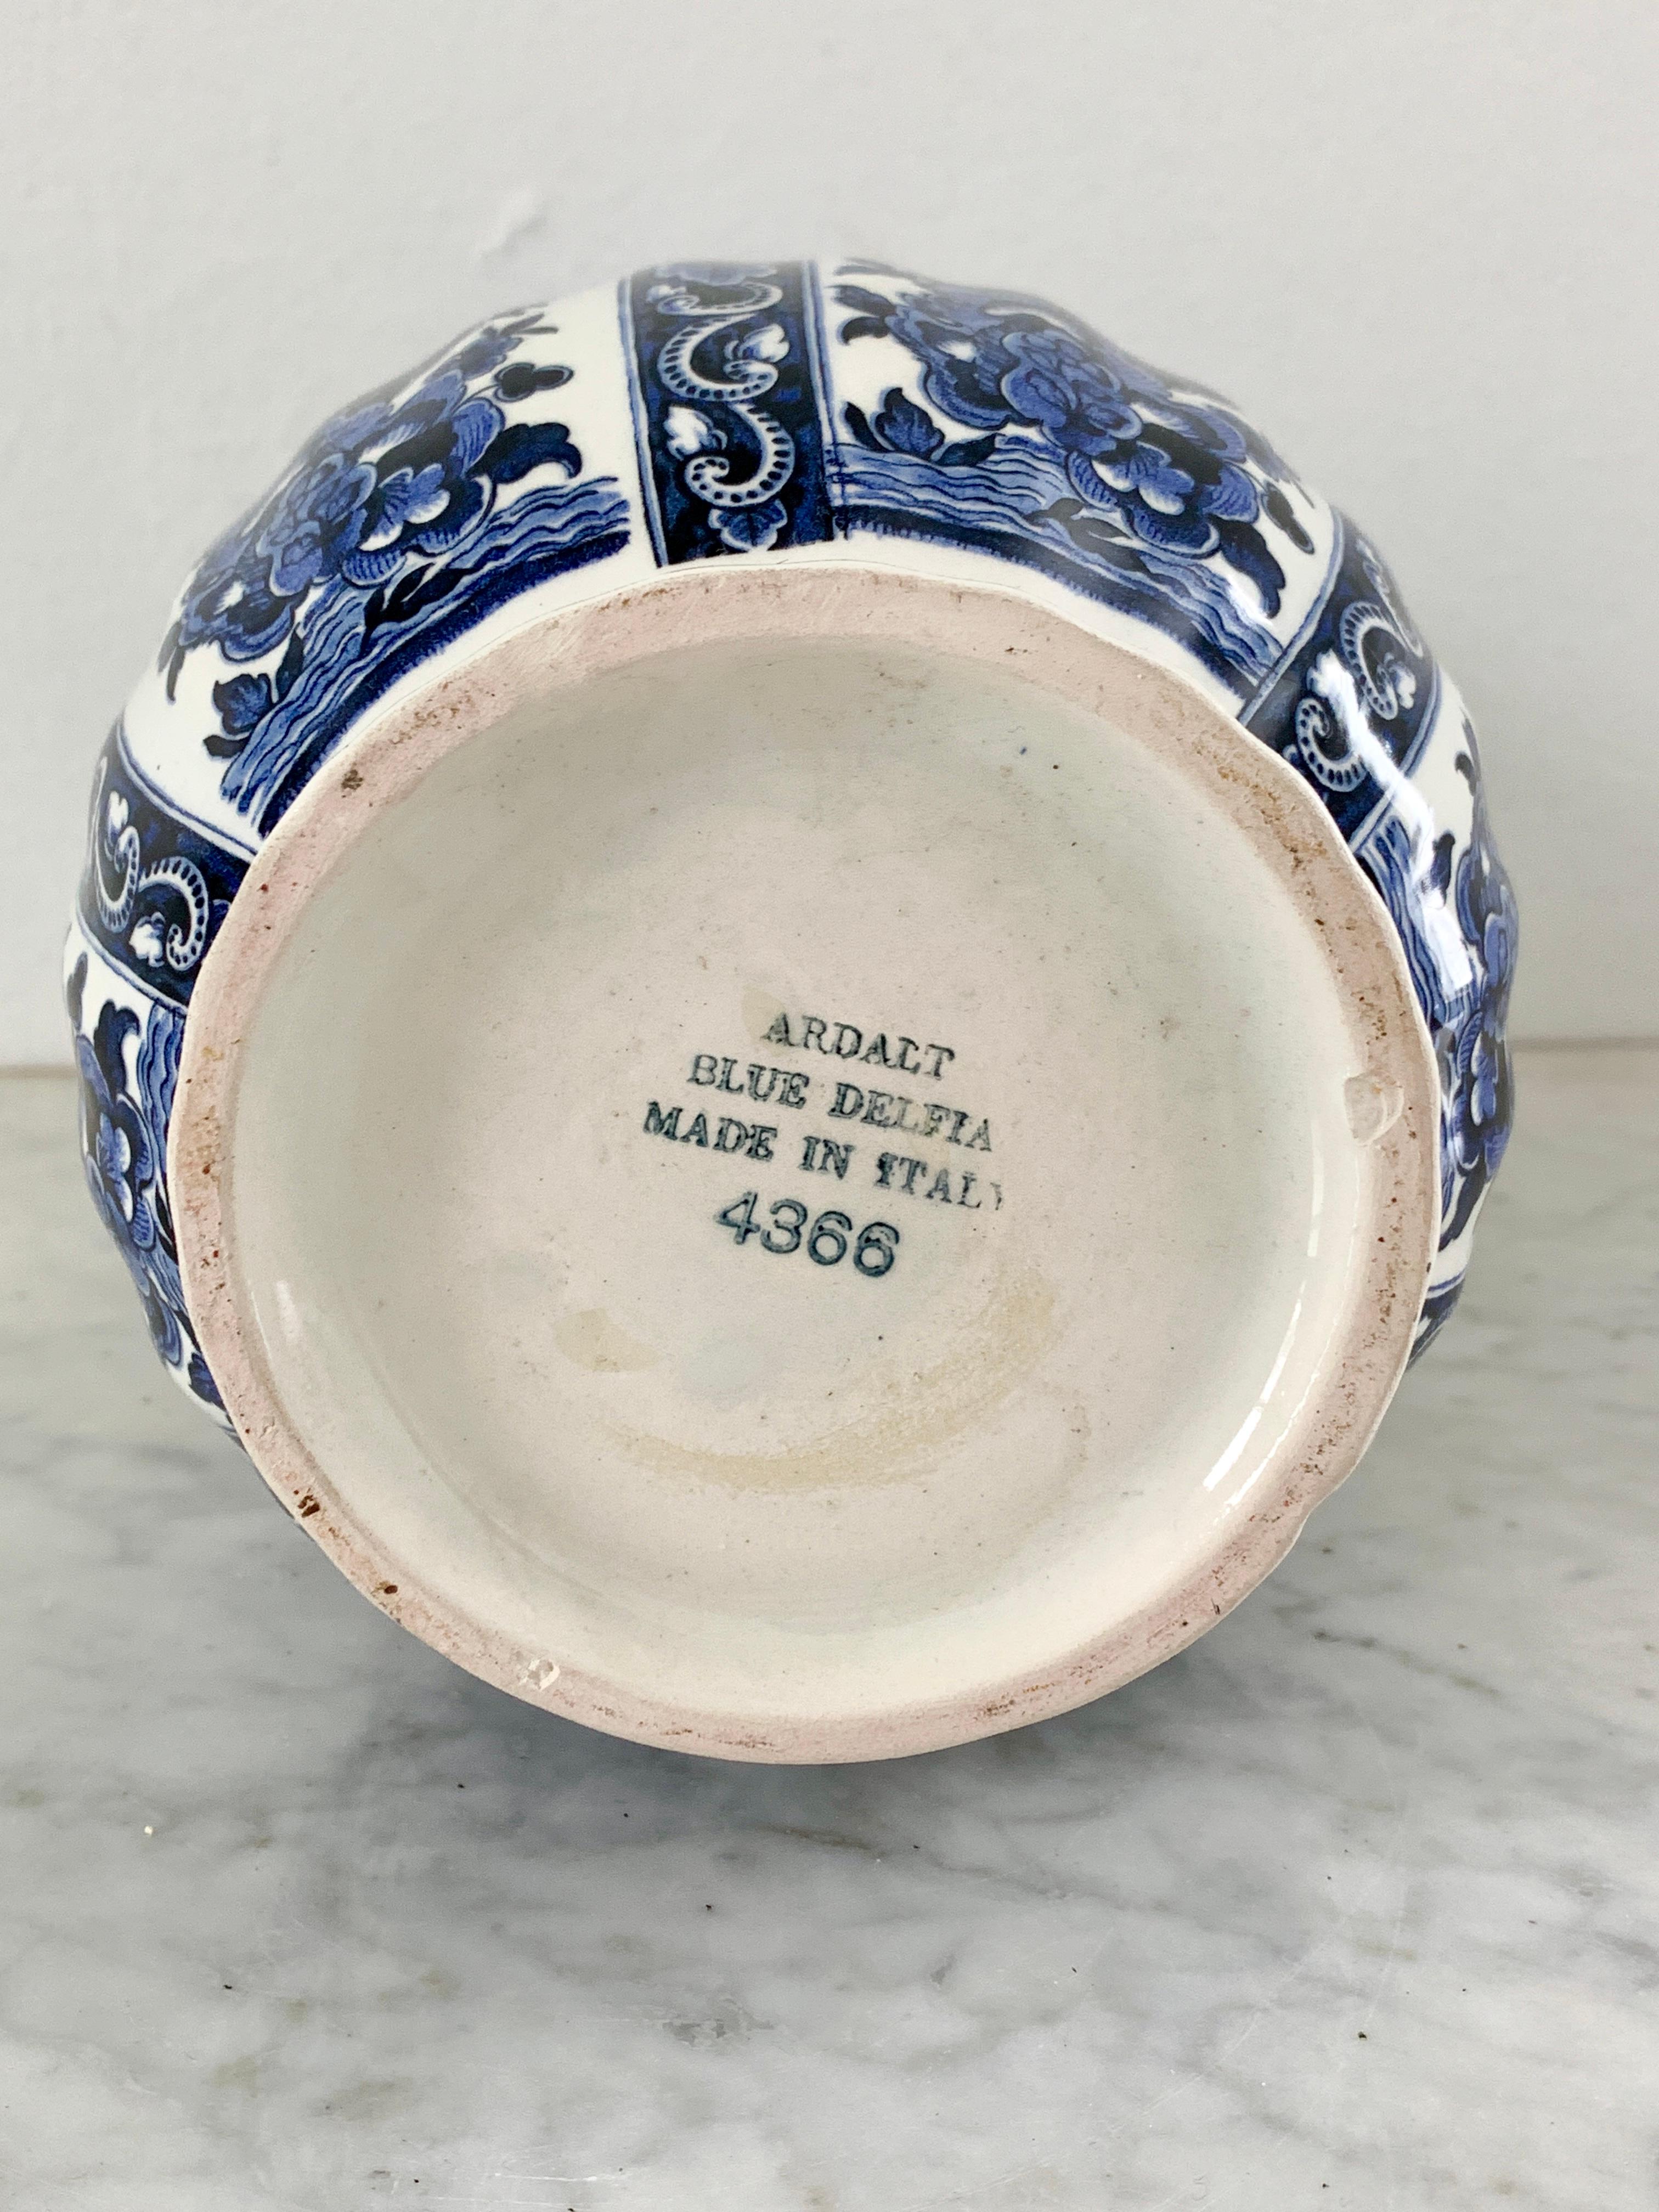 ARDALT
BLUE DELFIA
MADE IN ITALY
4366